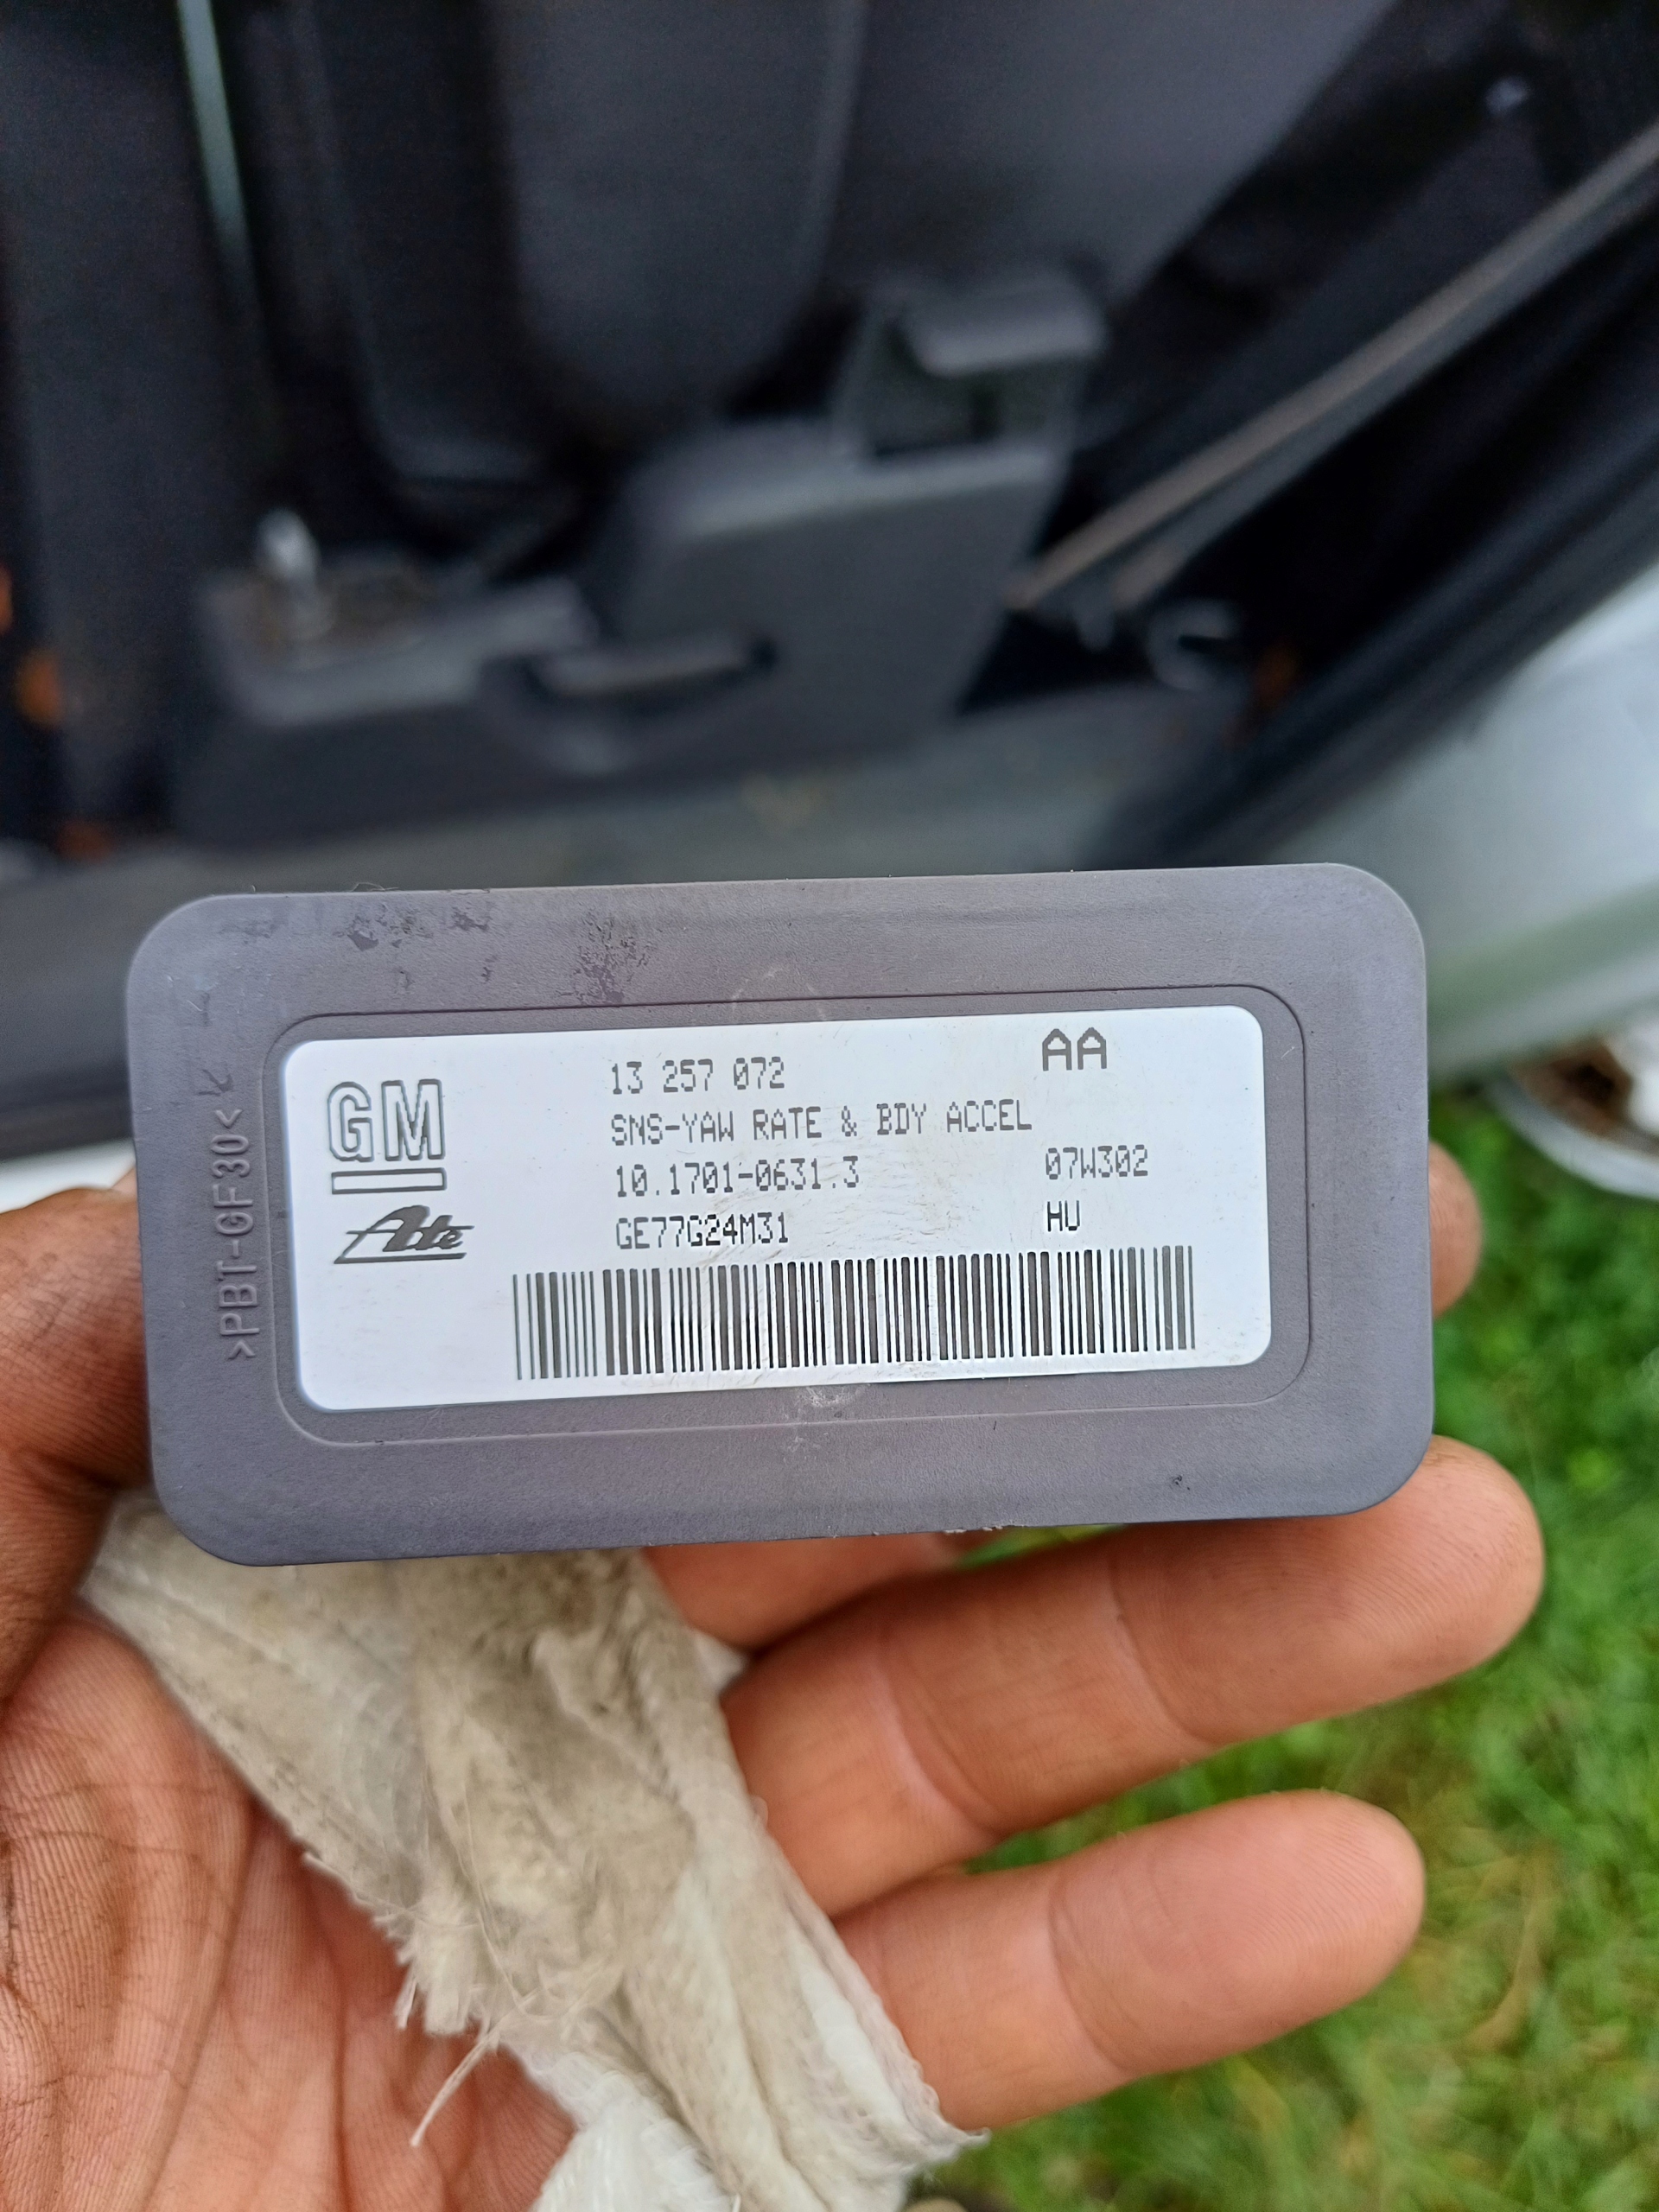 GM
Ate
13 257 072 AA
SNS-YAW RATE & BDY ACCEL
10.1701-0631.3 07W302
GE77G24M31 HU
>PBT-GF30<